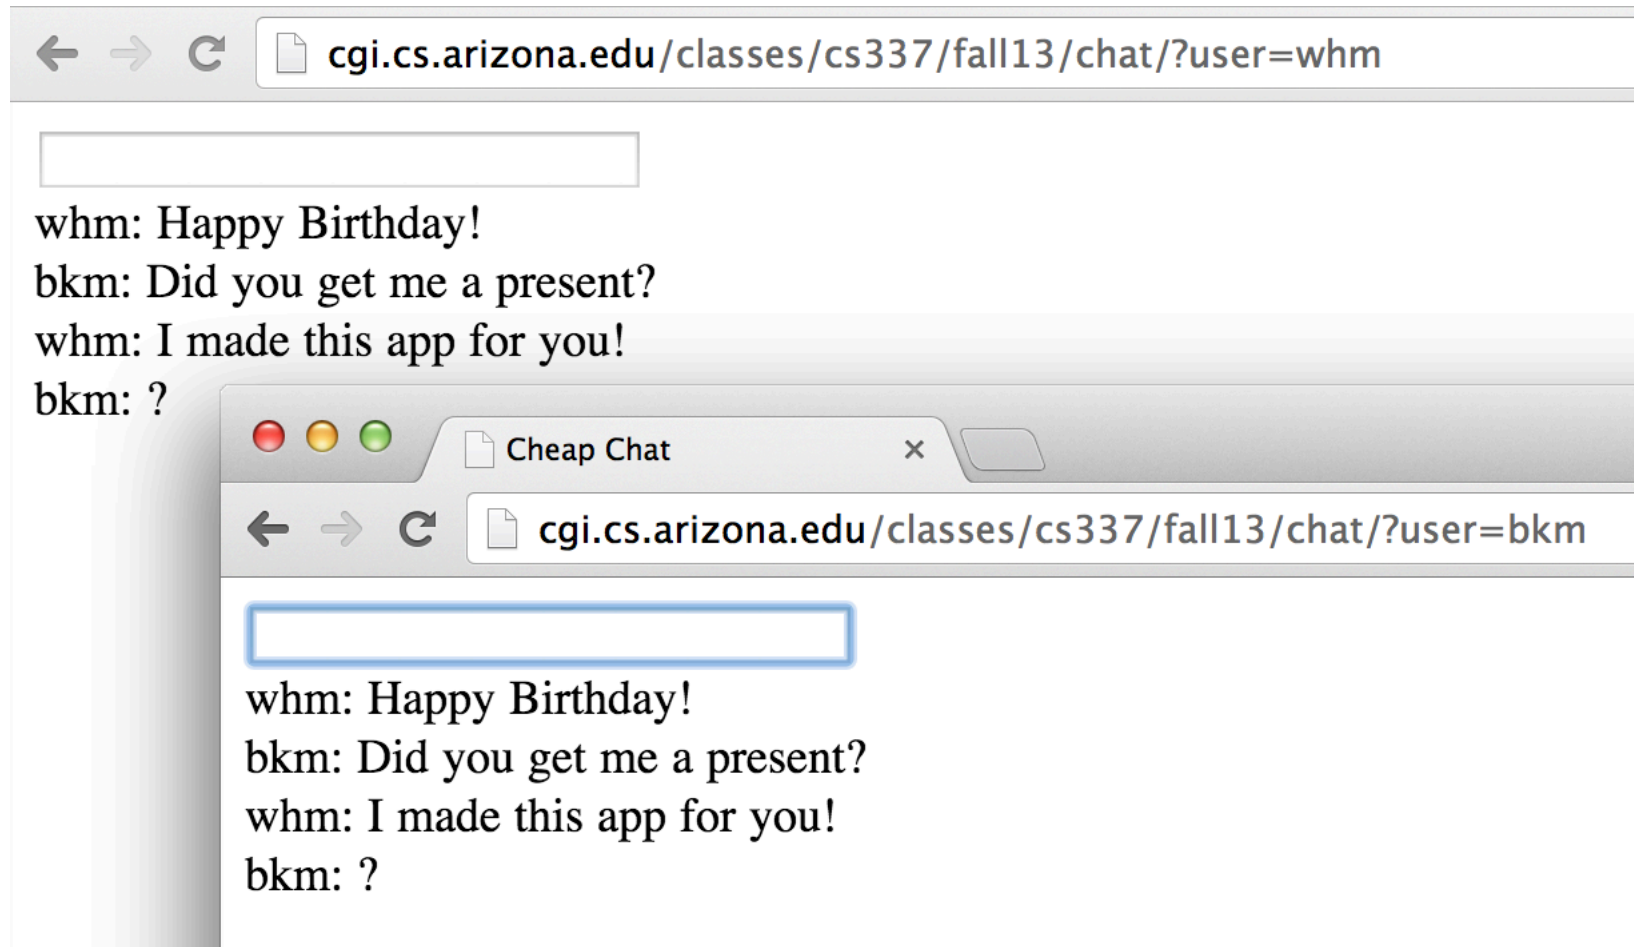 cgi.cs.arizona.edu/classes/cs337/fall13/chat/?user=whm
whm: Happy Birthday!
bkm: Did you get me a present?
whm: I made this app for you!
bkm: ?
Cheap Chat
cgi.cs.arizona.edu/classes/cs337/fall13/chat/?user=bkm
whm: Happy Birthday!
bkm: Did you get me a present?
whm: I made this app for you!
bkm: ?